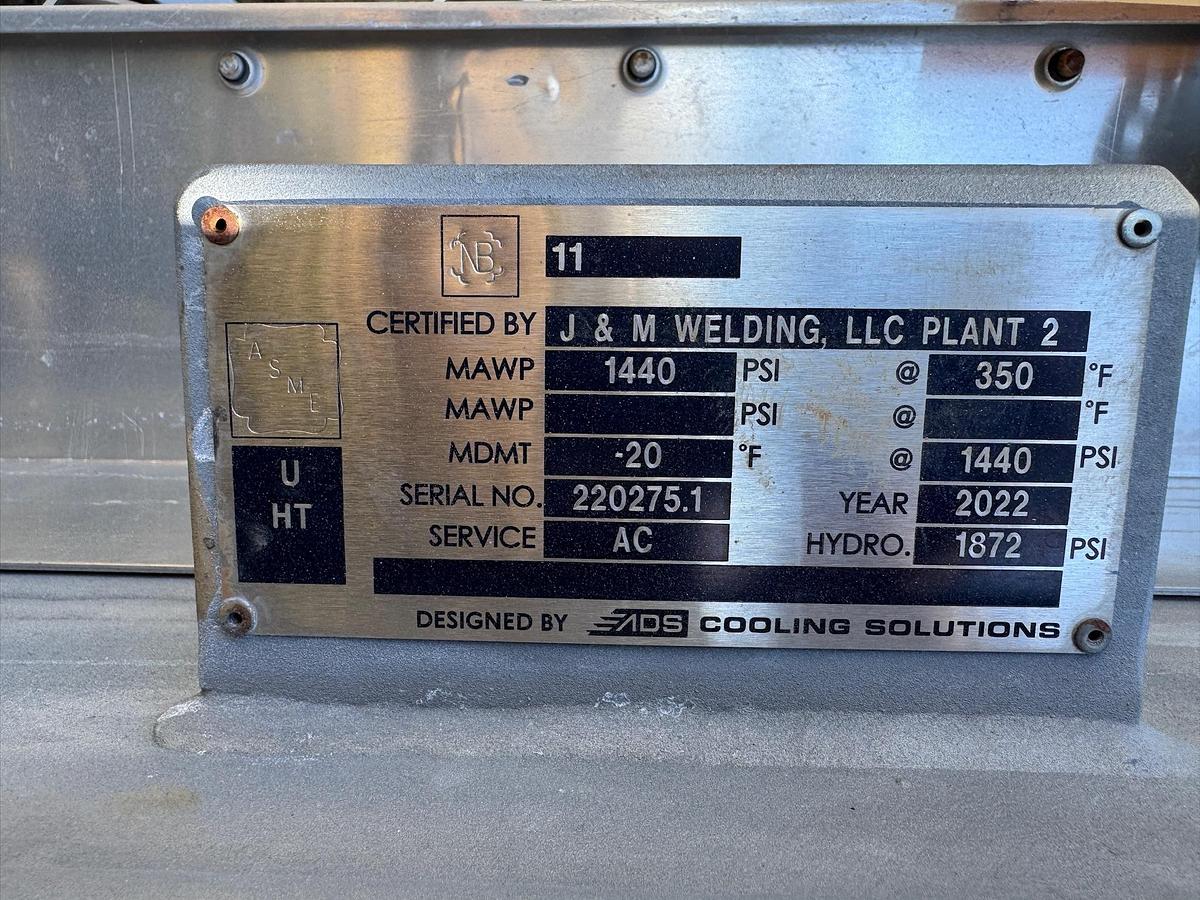 NB 11
CERTIFIED BY J & M WELDING, LLC PLANT 2
ASME
U
HT
MAWP 1440 PSI @ 350 °F
MAWP PSI @ °F
MDMT -20 °F @ 1440 PSI
SERIAL NO. 220275.1 YEAR 2022
SERVICE AC HYDRO. 1872 PSI
DESIGNED BY ADS COOLING SOLUTIONS